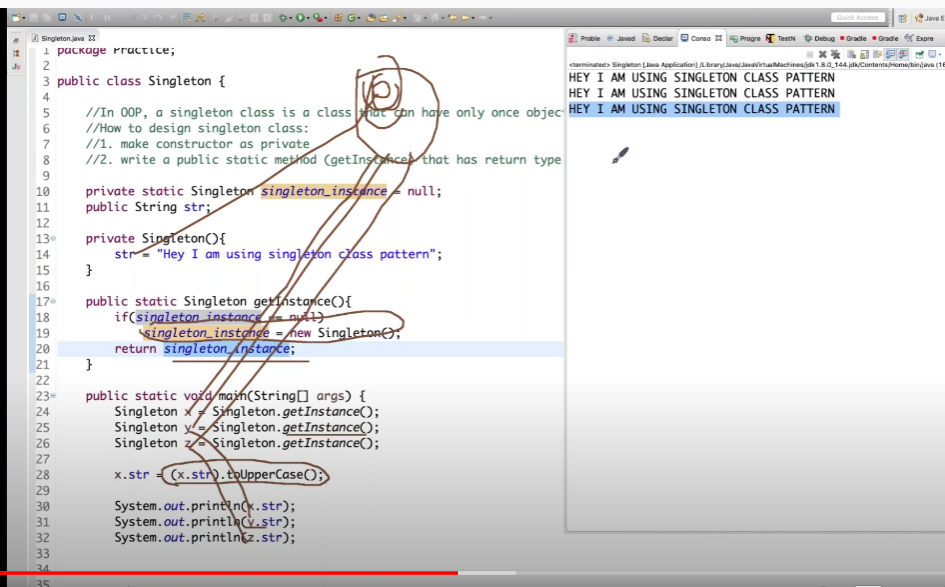 Quick Access
Java E
Singleton.java
Proble Javad Declar Conso Progre TestN Debug Gradle Gradle Expre
<terminated> Singleton [Java Application] /Library/Java/JavaVirtualMachines/jdk1.8.0_144.jdk/Contents/Home/bin/java (16
HEY I AM USING SINGLETON CLASS PATTERN
HEY I AM USING SINGLETON CLASS PATTERN
HEY I AM USING SINGLETON CLASS PATTERN
1 package Practice;
2
3 public class Singleton {
4
5 //In OOP, a singleton class is a class that can have only once objec
6 //How to design singleton class:
7 //1. make constructor as private
8 //2. write a public static method (getInstance) that has return type
9
10 private static Singleton singleton_instance = null;
11 public String str;
12
13 private Singleton(){
14 str = "Hey I am using singleton class pattern";
15 }
16
17 public static Singleton getInstance(){
18 if(singleton_instance == null)
19 singleton_instance = new Singleton();
20 return singleton_instance;
21 }
22
23 public static void main(String[] args) {
24 Singleton x = Singleton.getInstance();
25 Singleton y = Singleton.getInstance();
26 Singleton z = Singleton.getInstance();
27
28 x.str = (x.str).toUpperCase();
29
30 System.out.println(x.str);
31 System.out.println(y.str);
32 System.out.println(z.str);
33
34
35